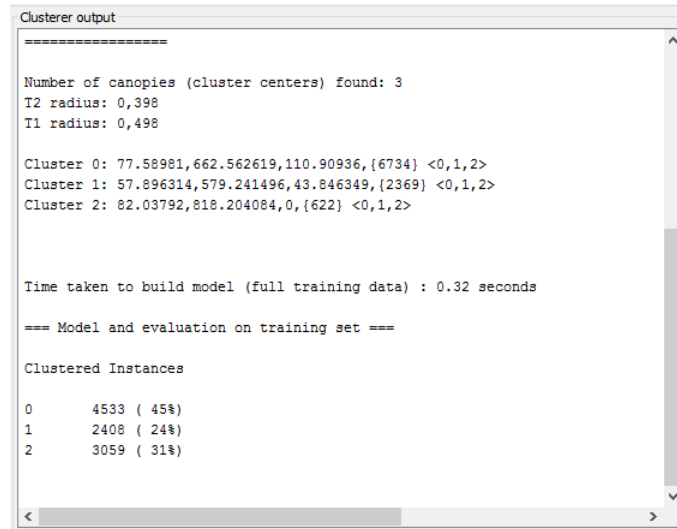 Clusterer output
=================
Number of canopies (cluster centers) found: 3
T2 radius: 0,398
T1 radius: 0,498
Cluster 0: 77.58981,662.562619,110.90936,{6734} <0,1,2>
Cluster 1: 57.896314,579.241496,43.846349,{2369} <0,1,2>
Cluster 2: 82.03792,818.204084,0,{622} <0,1,2>
Time taken to build model (full training data) : 0.32 seconds
=== Model and evaluation on training set ===
Clustered Instances
0 4533 ( 45%)
1 2408 ( 24%)
2 3059 ( 31%)